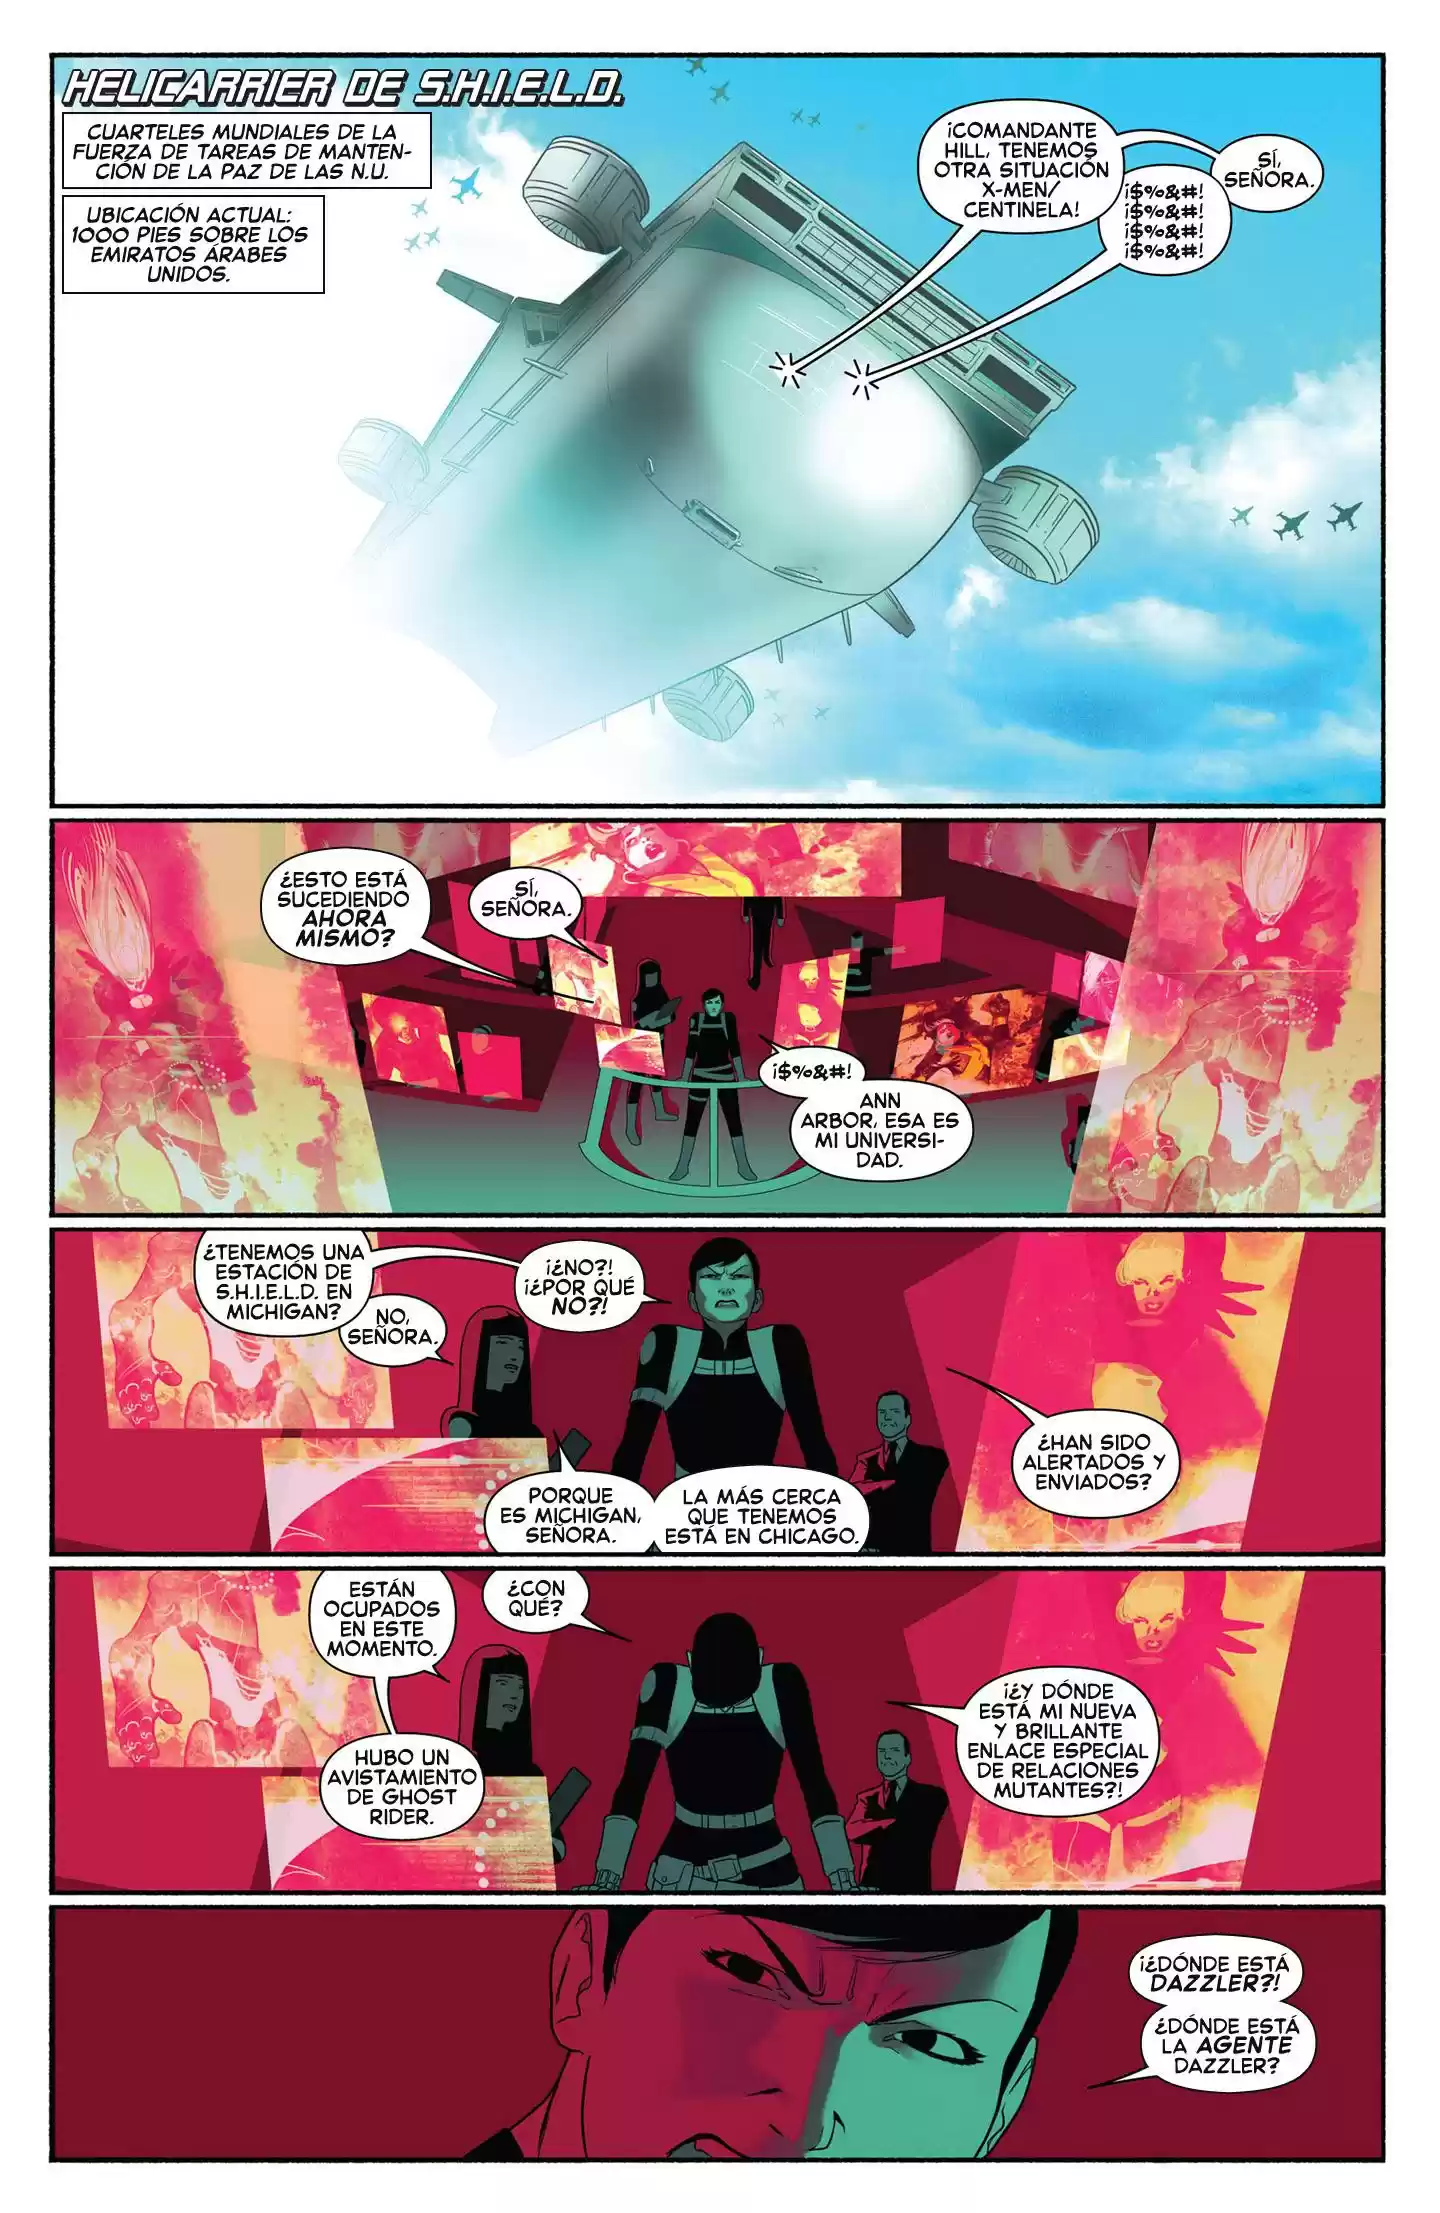 HELICARRIER DE S.H.I.E.L.D.
CUARTELES MUNDIALES DE LA
FUERZA DE TAREAS DE MANTEN-
CIÓN DE LA PAZ DE LAS N.U.
UBICACIÓN ACTUAL:
1000 PIES SOBRE LOS
EMIRATOS ÁRABES
UNIDOS.
¡COMANDANTE
HILL, TENEMOS
OTRA SITUACIÓN
X-MEN/
CENTINELA!
¡$%&#!
¡$%&#!
¡$%&#!
¡$%&#!
SÍ,
SEÑORA.
¿ESTO ESTÁ
SUCEDIENDO
AHORA
MISMO?
SÍ,
SEÑORA.
¡$%&#!
ANN
ARBOR, ESA ES
MI UNIVERSI-
DAD.
¿TENEMOS UNA
ESTACIÓN DE
S.H.I.E.L.D. EN
MICHIGAN?
NO,
SEÑORA.
¡¿NO?!
¡¿POR QUÉ
NO?!
PORQUE
ES MICHIGAN,
SEÑORA.
LA MÁS CERCA
QUE TENEMOS
ESTÁ EN CHICAGO.
¿HAN SIDO
ALERTADOS Y
ENVIADOS?
ESTÁN
OCUPADOS
EN ESTE
MOMENTO.
¿CON
QUÉ?
HUBO UN
AVISTAMIENTO
DE GHOST
RIDER.
¡¿Y DÓNDE
ESTÁ MI NUEVA
Y BRILLANTE
ENLACE ESPECIAL
DE RELACIONES
MUTANTES?!
¡¿DÓNDE ESTÁ
DAZZLER?!
¿DÓNDE ESTÁ
LA AGENTE
DAZZLER?